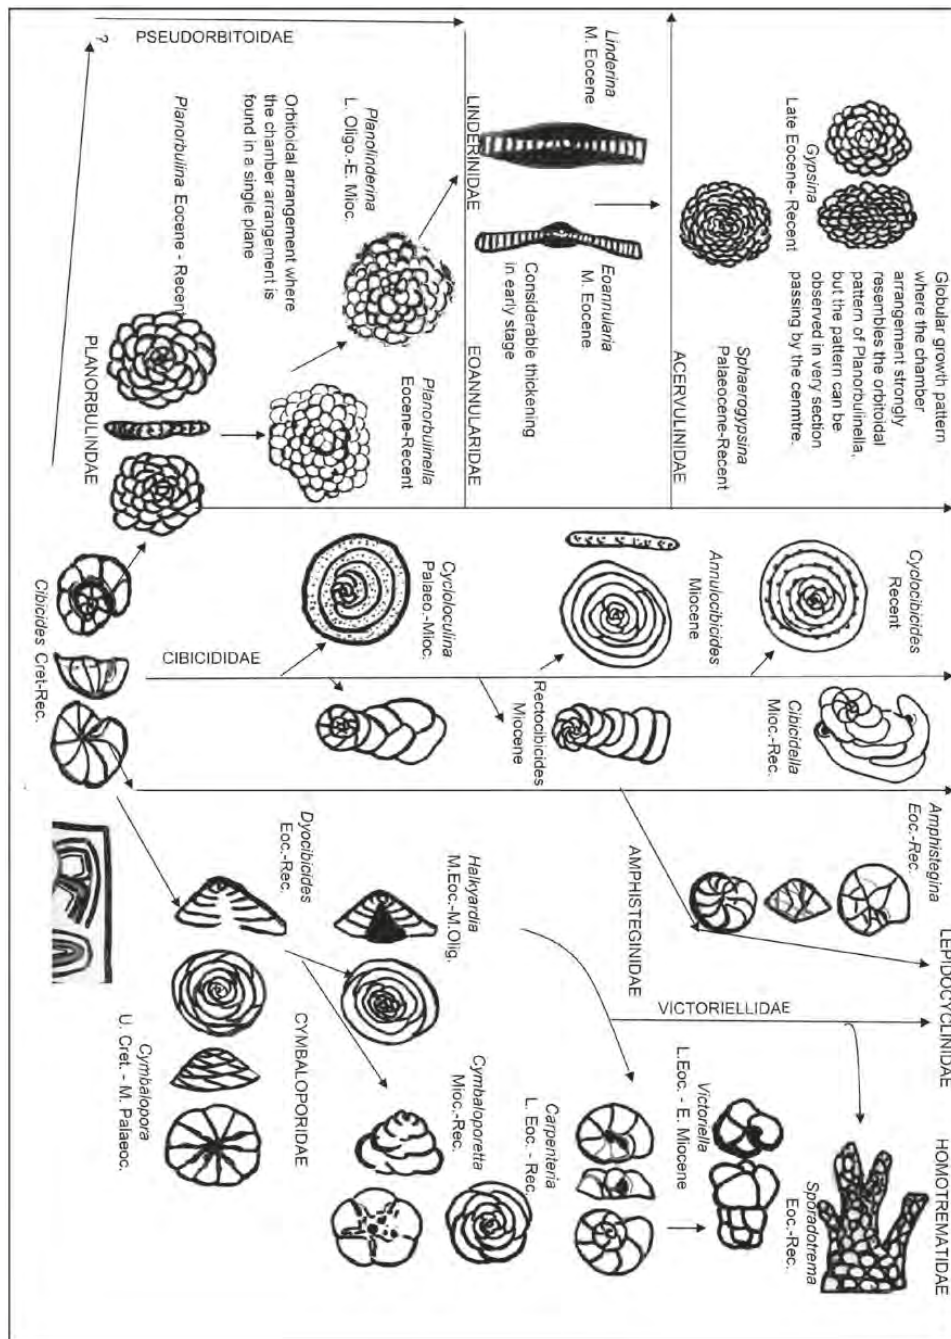 PSEUDORBITOIDAE
?
Planorbulina Eocene - Recent
Orbitoidal arrangement where
the chamber arrangement is
found in a single plane
Planolinderina
L. Oligo.-E. Mioc.
PLANORBULINDAE
Planorbulinella
Eocene-Recent
LINDERINIDAE
EOANNULARIDAE
Linderina
M. Eocene
Eoannularia
M. Eocene
Considerable thickening
in early stage
ACERVULINIDAE
Gypsina
Late Eocene- Recent
Sphaerogypsina
Palaeocene-Recent
Globular growth pattern
where the chamber
arrangement strongly
resembles the orbitoidal
pattern of Planorbulinella,
but the pattern can be
observed in very section
passing by the cenmtre.
Cibicides Cret-Rec.
CIBICIDIDAE
Cycloloculina
Palaeo.-Mioc.
Annulocibicides
Miocene
Cyclocibicides
Recent
Rectocibicides
Miocene
Cibicidella
Mioc.-Rec.
Dyocibicides
Eoc.-Rec.
Halkyardia
M.Eoc.-M.Olig.
AMPHISTEGINIDAE
Amphistegina
Eoc.-Rec.
LEPIDOCYCLINIDAE
VICTORIELLIDAE
Cymbalopora
U. Cret. - M. Palaeoc.
CYMBALOPORIDAE
Cymbaloporetta
Mioc.-Rec.
Carpenteria
L. Eoc. - Rec.
Victoriella
L.Eoc. - E. Miocene
Sporadotrema
Eoc.-Rec.
HOMOTREMATIDAE